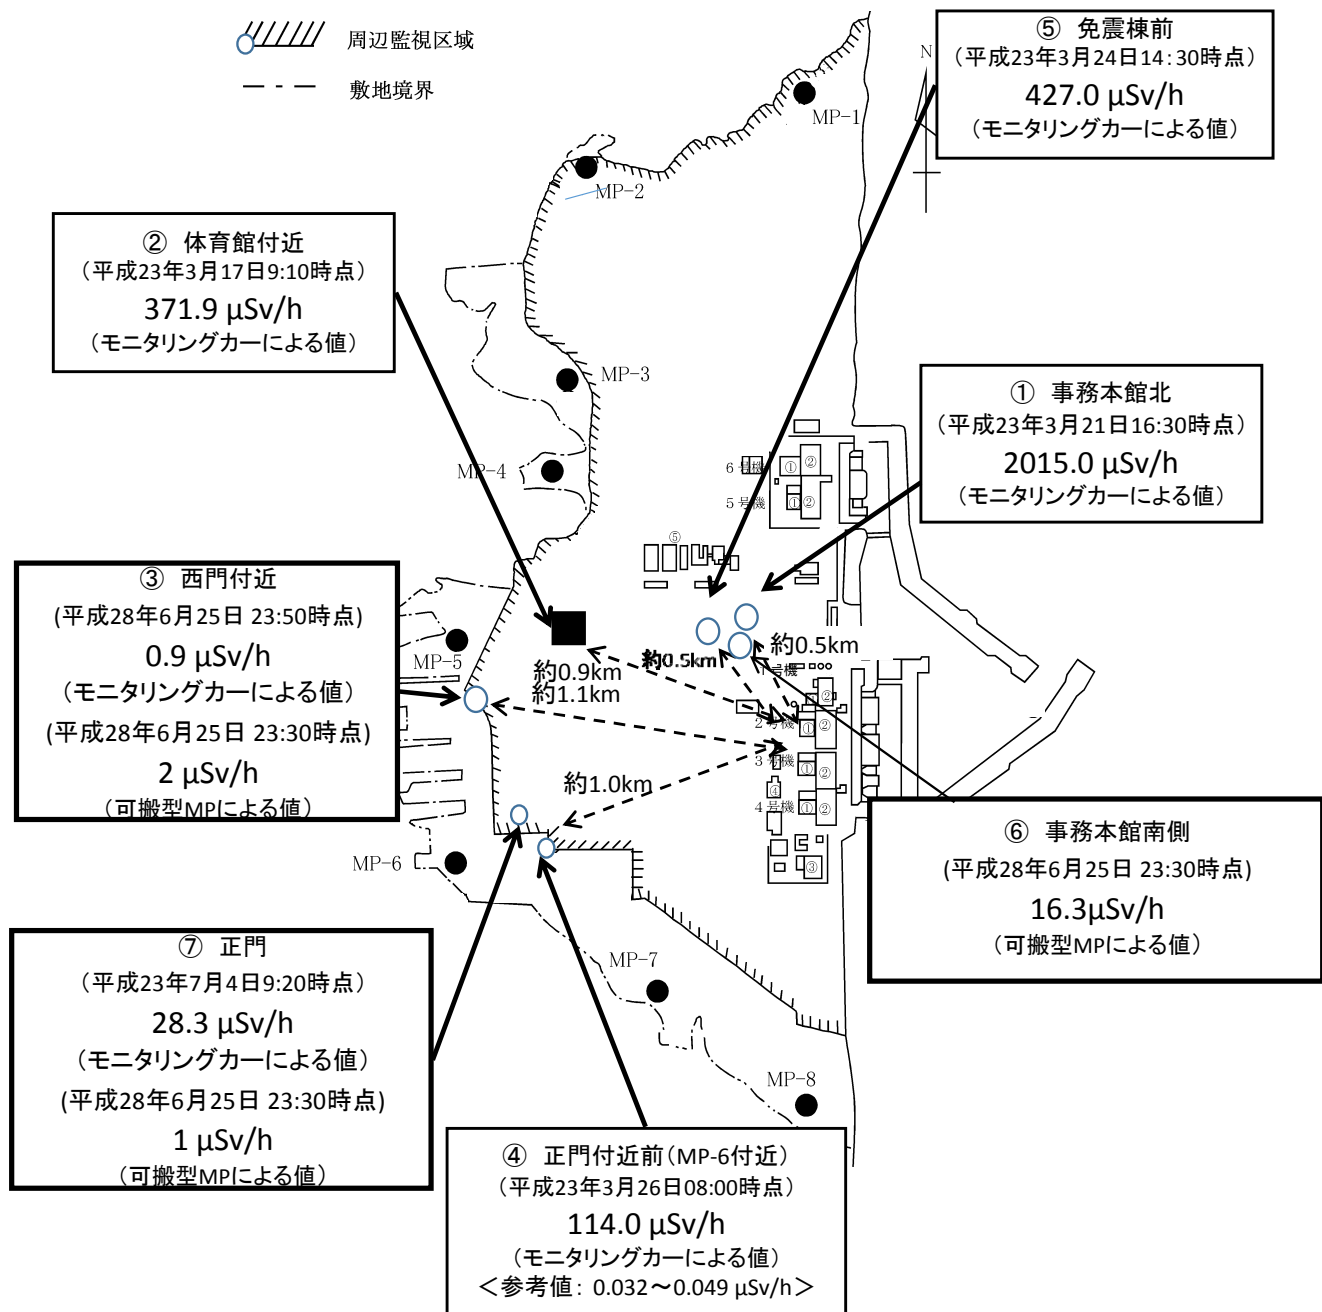 周辺監視区域
敷地境界
⑤ 免震棟前
（平成23年3月24日14:30時点）
427.0 μSv/h
（モニタリングカーによる値）
N
MP-1
MP-2
② 体育館付近
（平成23年3月17日9:10時点）
371.9 μSv/h
（モニタリングカーによる値）
MP-3
① 事務本館北
（平成23年3月21日16:30時点）
2015.0 μSv/h
（モニタリングカーによる値）
MP-4
6号機
① ②
5号機
① ②
⑤
③ 西門付近
(平成28年6月25日 23:50時点)
0.9 μSv/h
（モニタリングカーによる値）
(平成28年6月25日 23:30時点)
2 μSv/h
（可搬型MPによる値）
MP-5
約0.9km
約1.1km
約0.5km
約0.5km
1号機
②
2号機
① ②
3号機
① ②
④
4号機
① ②
③
約1.0km
MP-6
⑥ 事務本館南側
(平成28年6月25日 23:30時点)
16.3μSv/h
（可搬型MPによる値）
⑦ 正門
（平成23年7月4日9:20時点）
28.3 μSv/h
（モニタリングカーによる値）
(平成28年6月25日 23:30時点)
1 μSv/h
（可搬型MPによる値）
MP-7
MP-8
④ 正門付近前（MP-6付近）
（平成23年3月26日08:00時点）
114.0 μSv/h
（モニタリングカーによる値）
＜参考値: 0.032～0.049 μSv/h＞